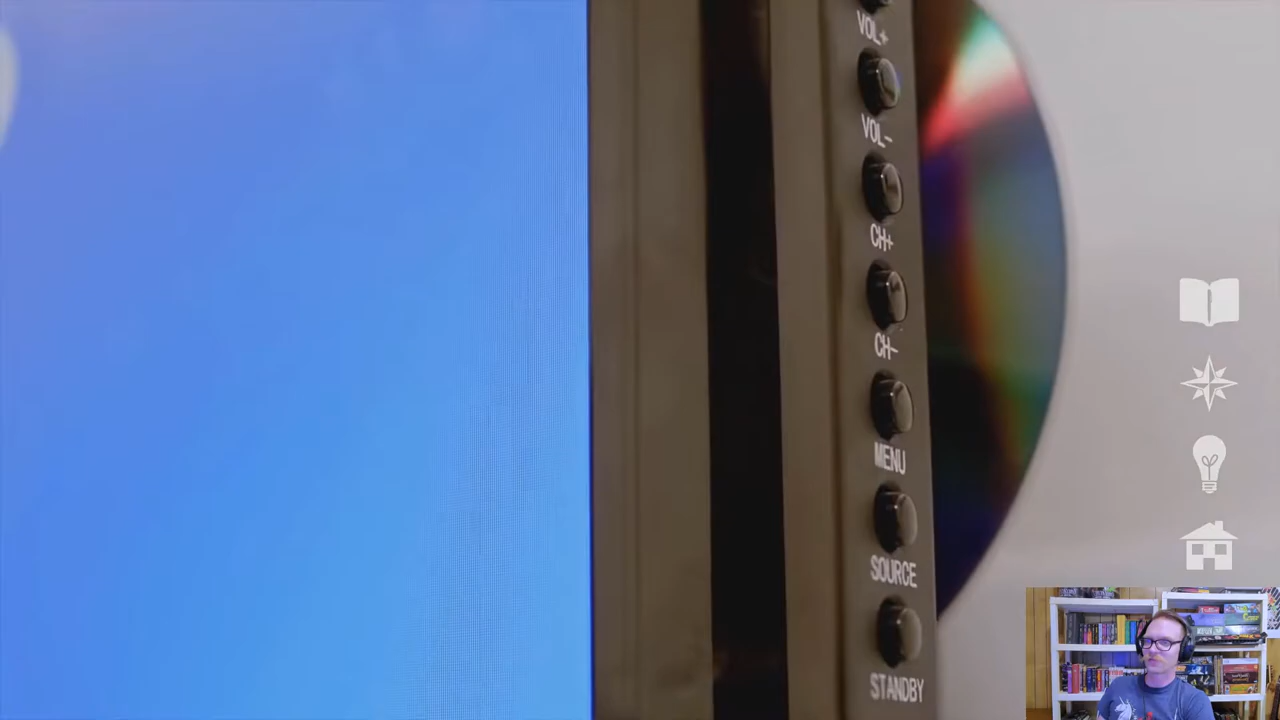 VOL+
VOL-
CH+
CH-
MENU
SOURCE
STANDBY